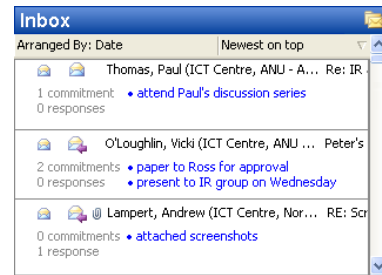 Inbox
Arranged By: Date Newest on top
Thomas, Paul (ICT Centre, ANU - A... Re: IR
1 commitment • attend Paul's discussion series
0 responses
O'Loughlin, Vicki (ICT Centre, ANU ... Peter's
2 commitments • paper to Ross for approval
0 responses • present to IR group on Wednesday
Lampert, Andrew (ICT Centre, Nor... RE: Scr
0 commitments • attached screenshots
1 response